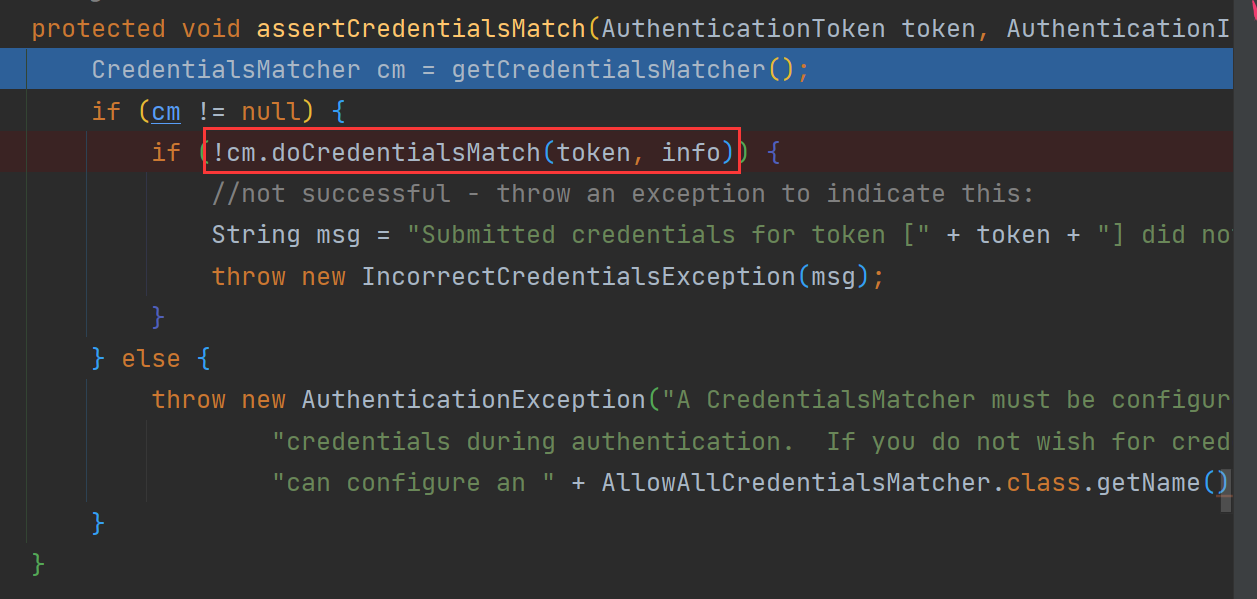 protected void assertCredentialsMatch(AuthenticationToken token, AuthenticationI
CredentialsMatcher cm = getCredentialsMatcher();
if (cm != null) {
if (!cm.doCredentialsMatch(token, info)) {
//not successful - throw an exception to indicate this:
String msg = "Submitted credentials for token [" + token + "] did no
throw new IncorrectCredentialsException(msg);
}
} else {
throw new AuthenticationException("A CredentialsMatcher must be configur
"credentials during authentication.  If you do not wish for cred
"can configure an " + AllowAllCredentialsMatcher.class.getName()
}
}